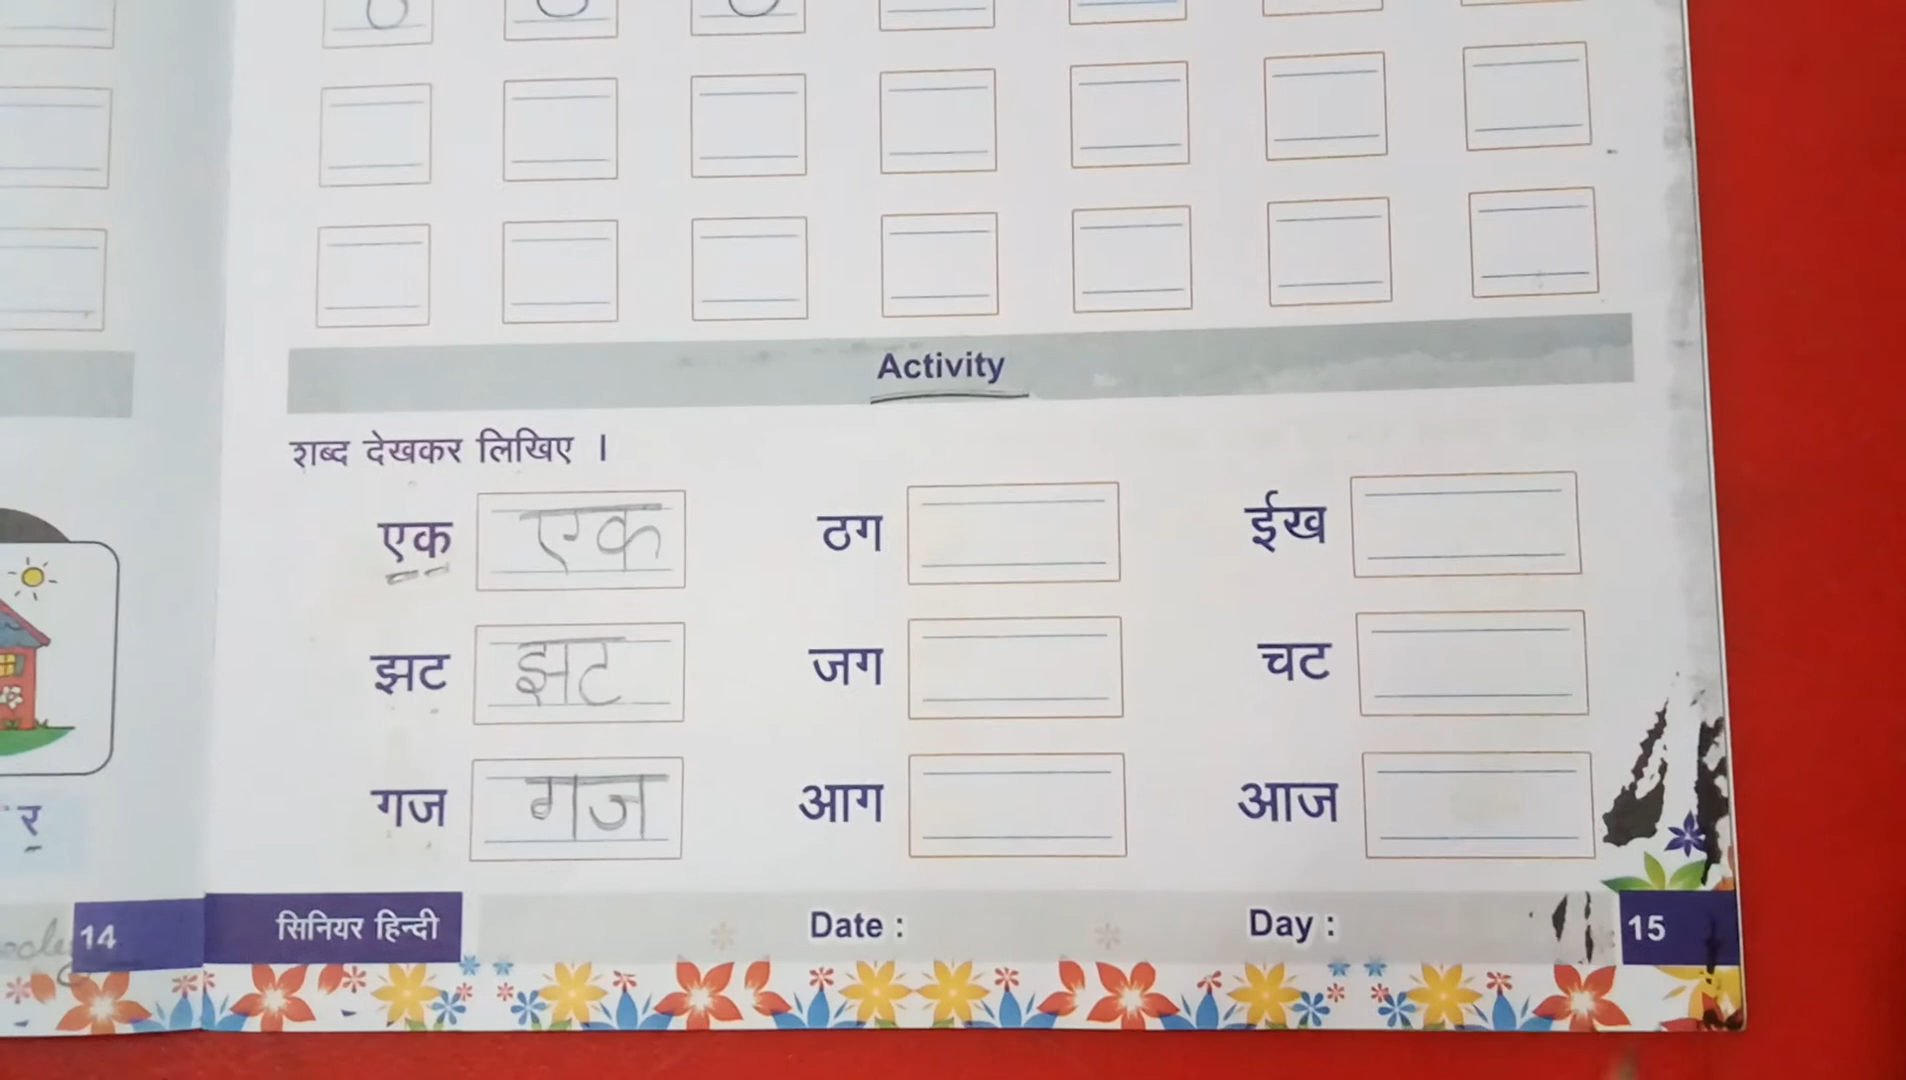 Activity
शब्द देखकर लिखिए ।
एक एक ठग ईख
झट झट जग चट
गज गज आग आज
र
14 सिनियर हिन्दी Date : Day : 15